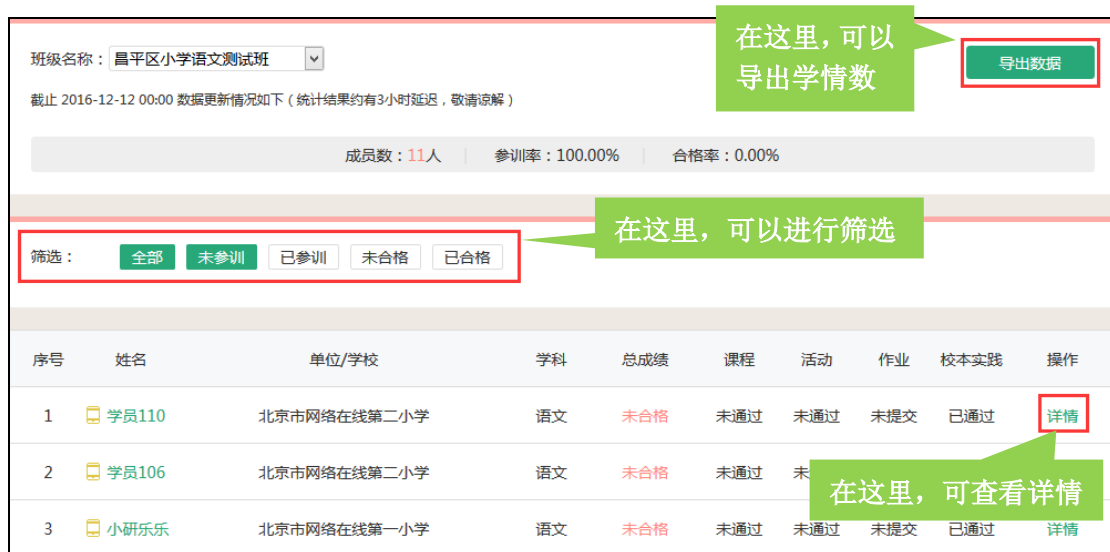 在这里，可以
导出学情数
班级名称：昌平区小学语文测试班
导出数据
截止 2016-12-12 00:00 数据更新情况如下（统计结果约有3小时延迟，敬请谅解）
成员数：11人 参训率：100.00% 合格率：0.00%
在这里，可以进行筛选
筛选： 全部 未参训 已参训 未合格 已合格
序号 姓名 单位/学校 学科 总成绩 课程 活动 作业 校本实践 操作
1 学员110 北京市网络在线第二小学 语文 未合格 未通过 未通过 未提交 已通过 详情
2 学员106 北京市网络在线第二小学 语文 未合格 未通过
在这里，可查看详情
3 小研乐乐 北京市网络在线第一小学 语文 未合格 未通过 未通过 未提交 已通过 详情